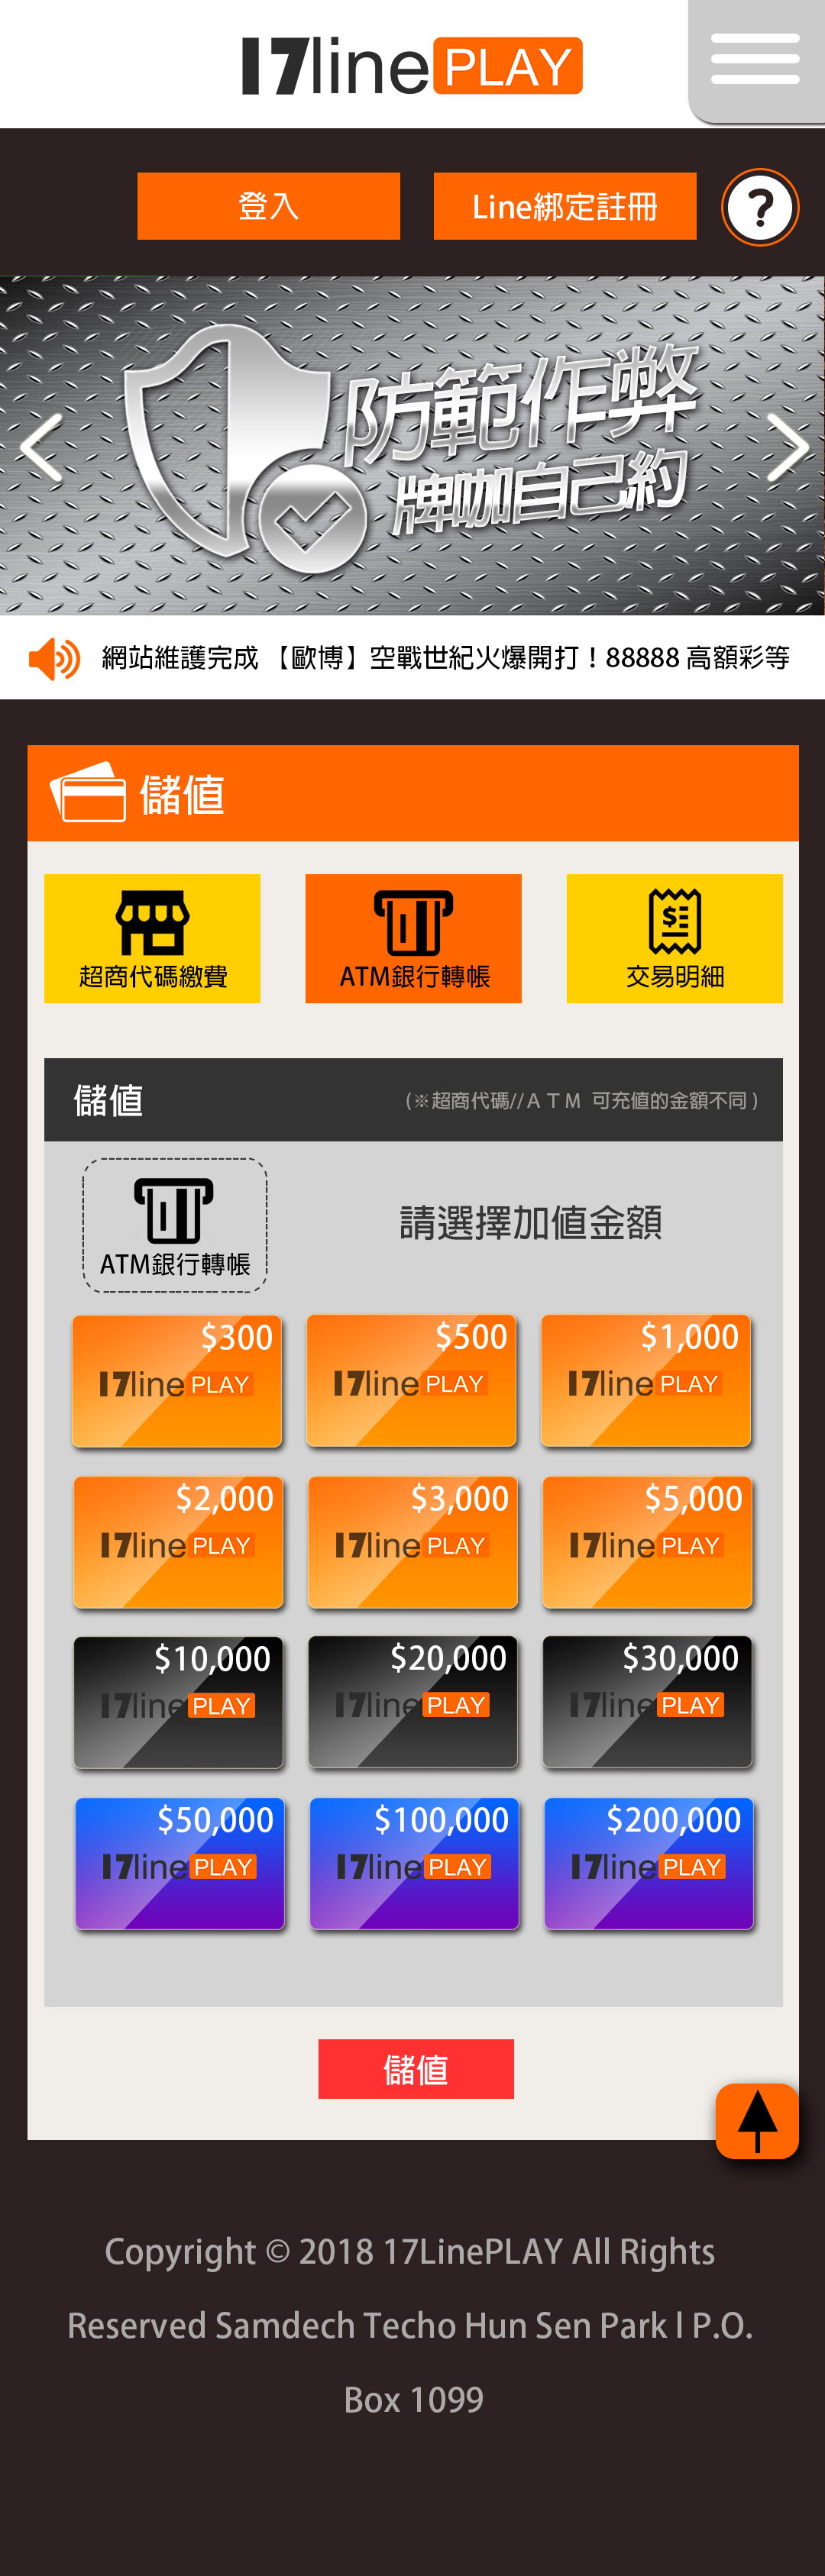 17line PLAY
登入
Line綁定註冊
?
防範作弊
牌咖自己約
網站維護完成 【歐博】空戰世紀火爆開打！88888 高額彩等
儲值
超商代碼繳費
ATM銀行轉帳
交易明細
儲值
(※超商代碼//ＡＴＭ 可充值的金額不同 )
ATM銀行轉帳
請選擇加值金額
$300
17line PLAY
$500
17line PLAY
$1,000
17line PLAY
$2,000
17line PLAY
$3,000
17line PLAY
$5,000
17line PLAY
$10,000
17line PLAY
$20,000
17line PLAY
$30,000
17line PLAY
$50,000
17line PLAY
$100,000
17line PLAY
$200,000
17line PLAY
儲值
Copyright © 2018 17LinePLAY All Rights
Reserved Samdech Techo Hun Sen Park l P.O.
Box 1099